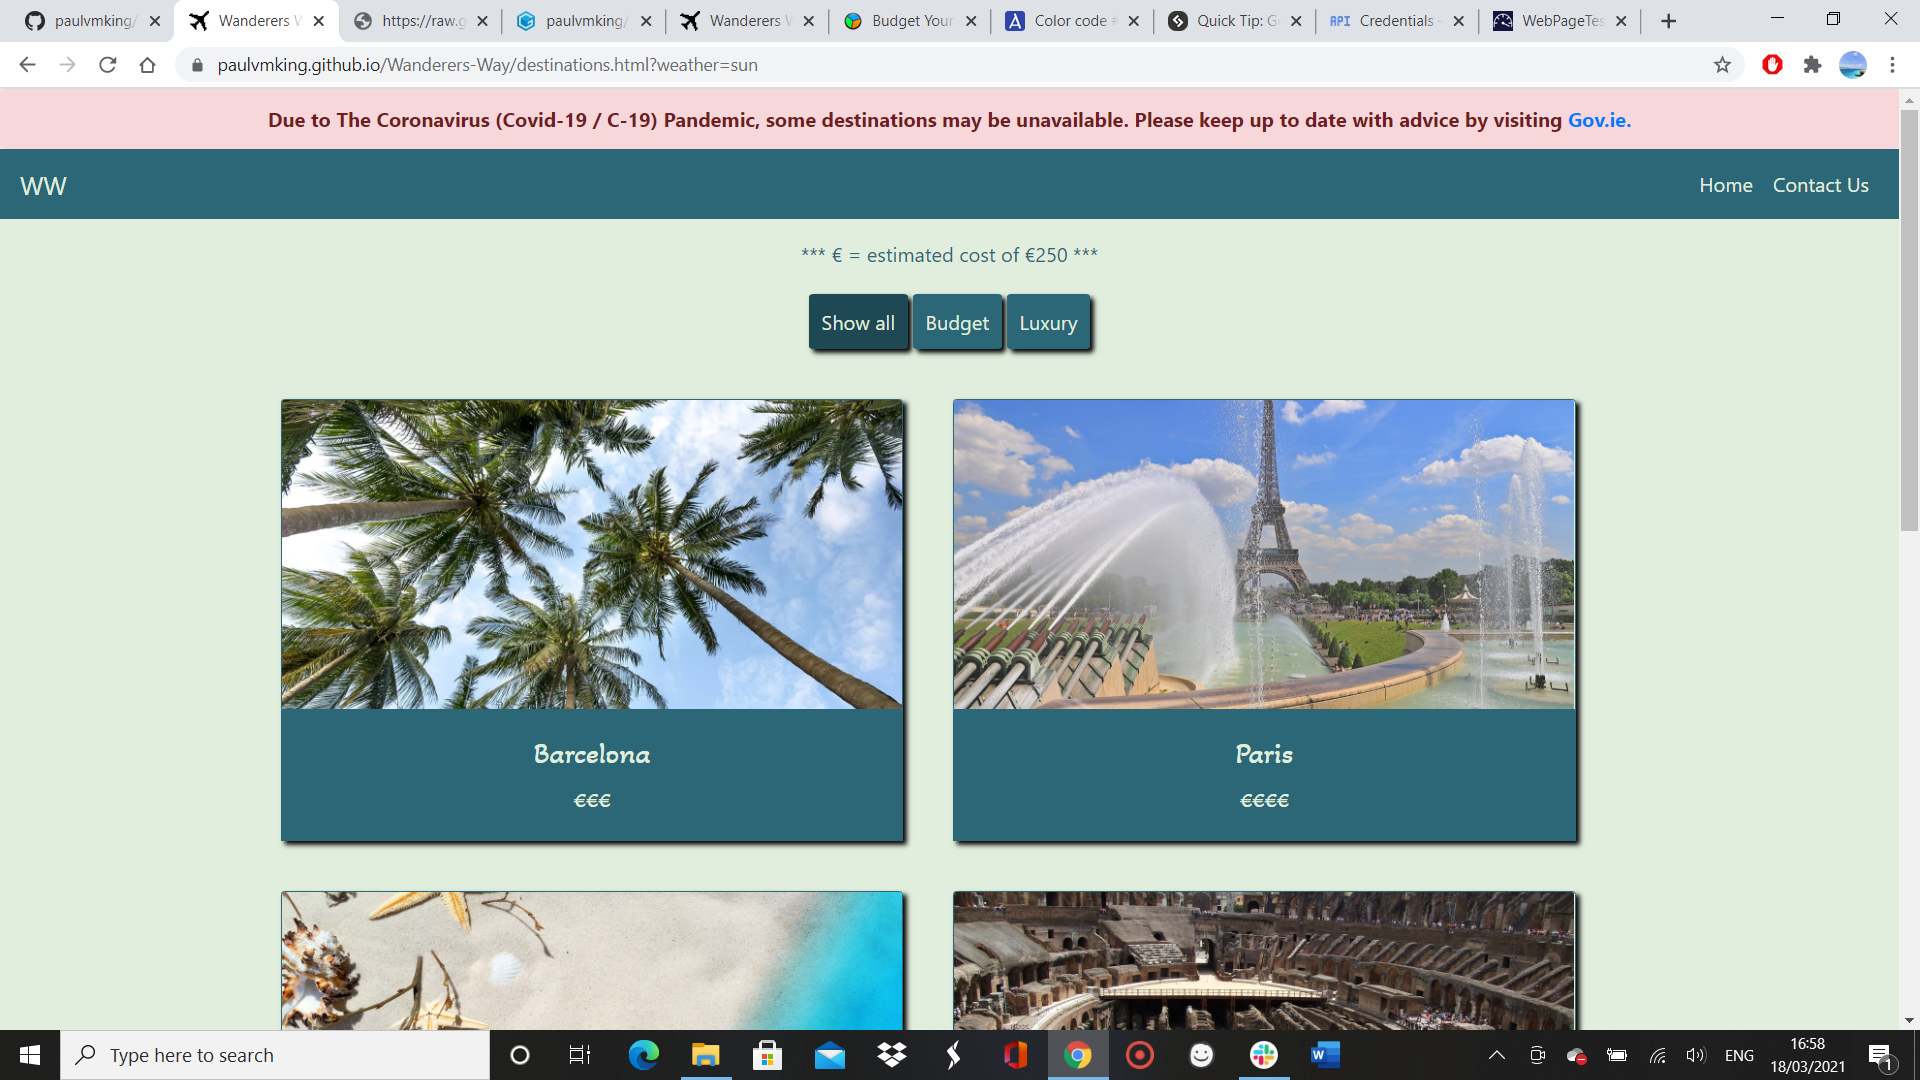 paulvmking/
Wanderers W
https://raw.g
paulvmking/
Wanderers W
Budget Your
Color code #
Quick Tip: G
API
Credentials -
WebPageTes
paulvmking.github.io/Wanderers-Way/destinations.html?weather=sun
Due to The Coronavirus (Covid-19 / C-19) Pandemic, some destinations may be unavailable. Please keep up to date with advice by visiting Gov.ie.
WW
Home
Contact Us
*** € = estimated cost of €250 ***
Show all
Budget
Luxury
Barcelona
€€€
Paris
€€€€
Type here to search
ENG
16:58
18/03/2021
1